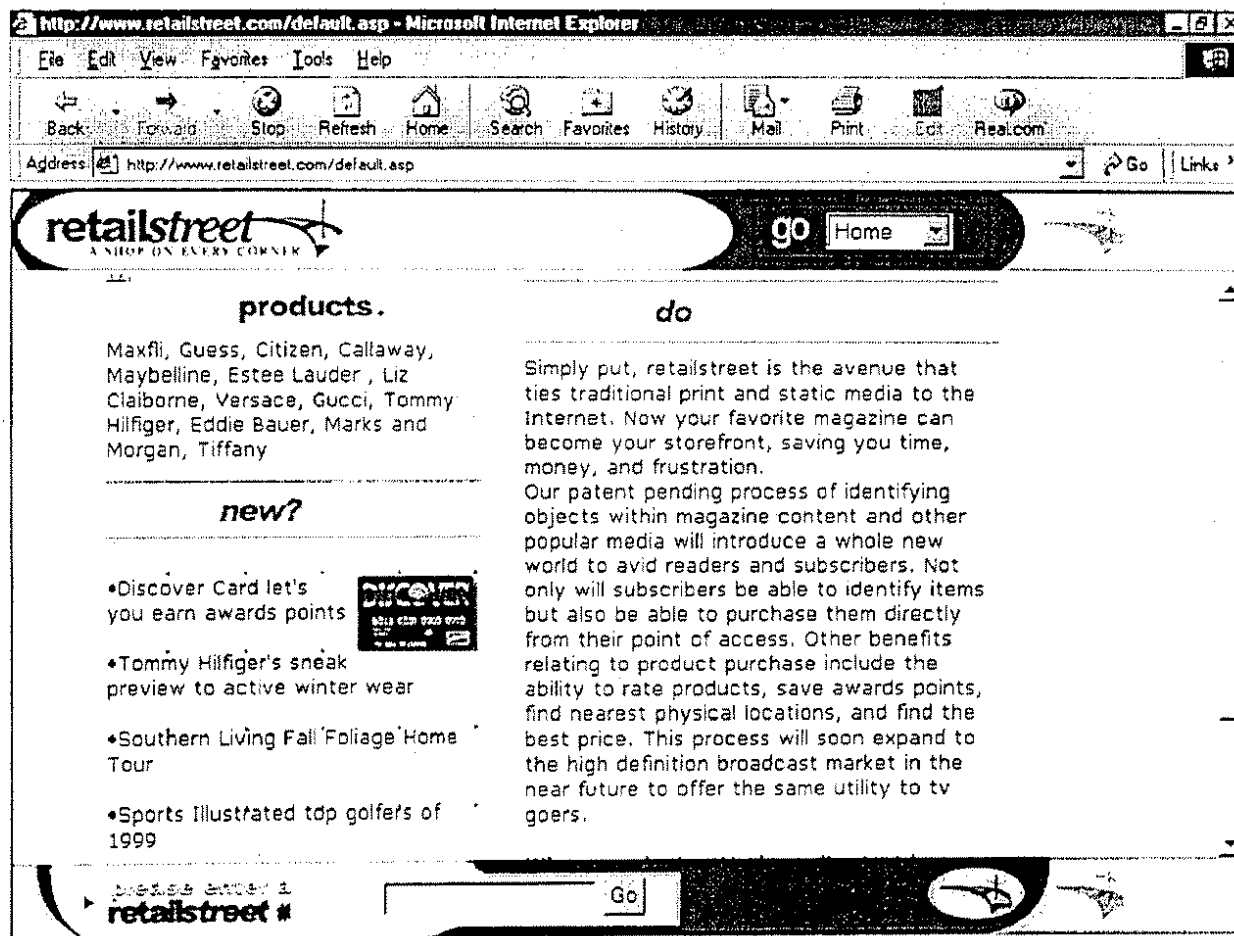 http://www.retailstreet.com/default.asp - Microsoft Internet Explorer
File Edit View Favorites Tools Help
Back Forward Stop Refresh Home Search Favorites History Mail Print Edit Real.com
Address http://www.retailstreet.com/default.asp Go Links »
retailstreet
A SHOP ON EVERY CORNER
go Home
products.
Maxfli, Guess, Citizen, Callaway,
Maybelline, Estee Lauder , Liz
Claiborne, Versace, Gucci, Tommy
Hilfiger, Eddie Bauer, Marks and
Morgan, Tiffany
new?
•Discover Card let's
you earn awards points
DISCOVER
•Tommy Hilfiger's sneak
preview to active winter wear
•Southern Living Fall Foliage Home
Tour
•Sports Illustrated top golfers of
1999
do
Simply put, retailstreet is the avenue that
ties traditional print and static media to the
Internet. Now your favorite magazine can
become your storefront, saving you time,
money, and frustration.
Our patent pending process of identifying
objects within magazine content and other
popular media will introduce a whole new
world to avid readers and subscribers. Not
only will subscribers be able to identify items
but also be able to purchase them directly
from their point of access. Other benefits
relating to product purchase include the
ability to rate products, save awards points,
find nearest physical locations, and find the
best price. This process will soon expand to
the high definition broadcast market in the
near future to offer the same utility to tv
goers.
please enter a
retailstreet #
Go